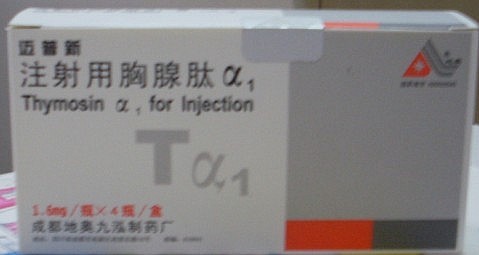 迈普新
注射用胸腺肽α1
Thymosin α 1 for Injection
Tα1
1.6mg/瓶×4瓶/盒
成都地奥九泓制药厂